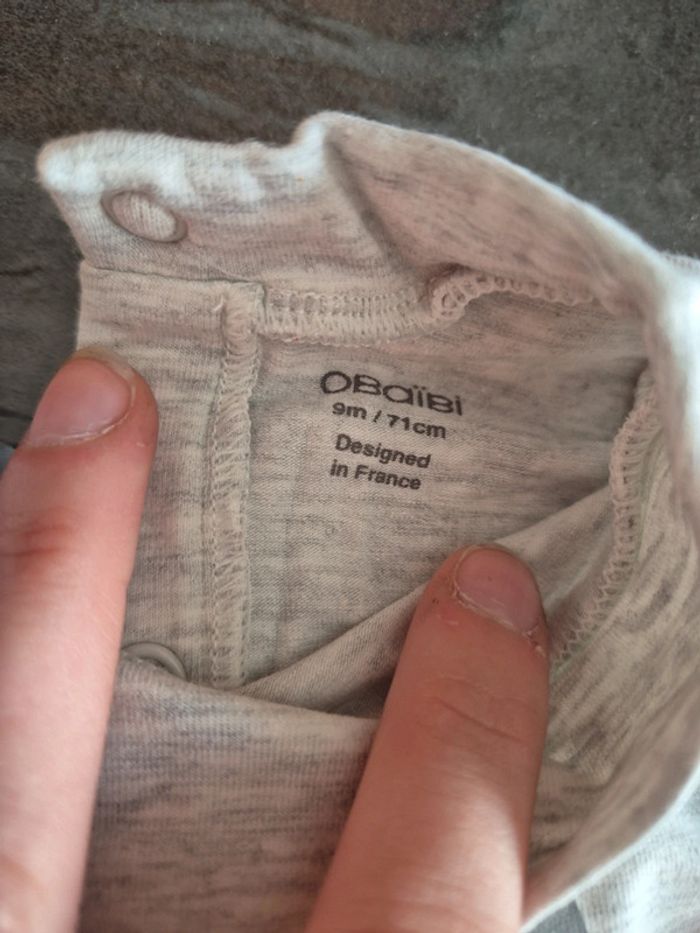 OBaïBi
9m / 71cm
Designed
in France